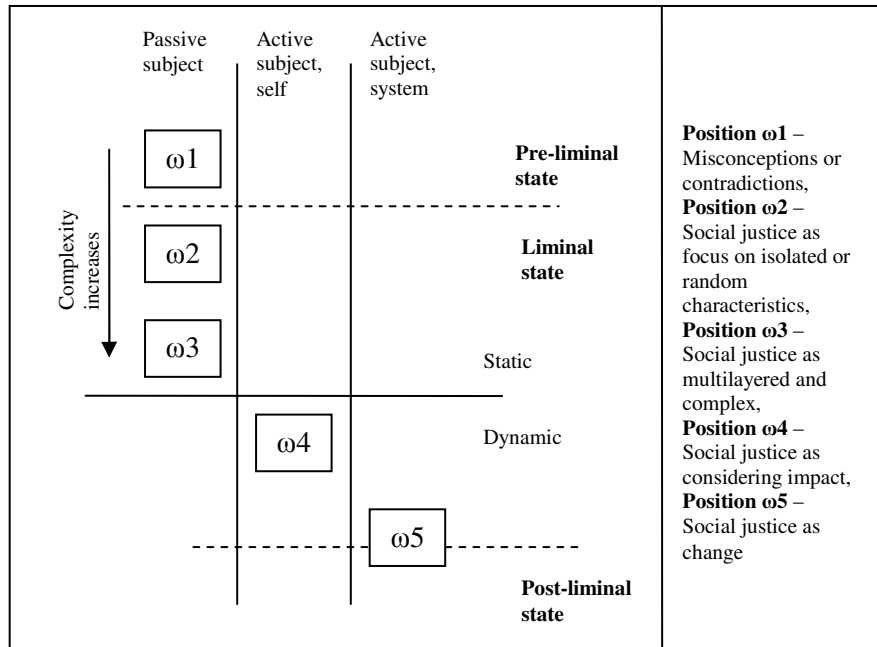 Passive
subject
Active
subject,
self
Active
subject,
system
Complexity
increases
ω1
Pre-liminal
state
ω2
Liminal
state
ω3
Static
Dynamic
ω4
ω5
Post-liminal
state
Position ω1 –
Misconceptions or
contradictions,
Position ω2 –
Social justice as
focus on isolated or
random
characteristics,
Position ω3 –
Social justice as
multilayered and
complex,
Position ω4 –
Social justice as
considering impact,
Position ω5 –
Social justice as
change